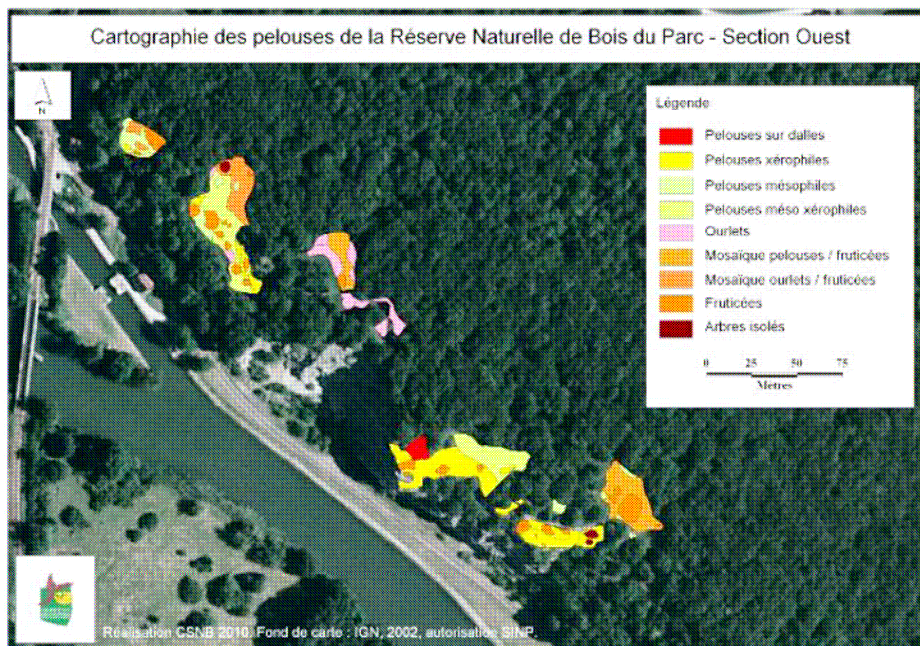 Cartographie des pelouses de la Réserve Naturelle de Bois du Parc - Section Ouest
N
Légende
Pelouses sur dalles
Pelouses xérophiles
Pelouses mésophiles
Pelouses méso xérophiles
Ourlets
Mosaïque pelouses / fruticées
Mosaïque ourlets / fruticées
Fruticées
Arbres isolés
0 25 50 75
Mètres
Réalisation CSNB 2010. Fond de carte : IGN, 2002, autorisation SINP.